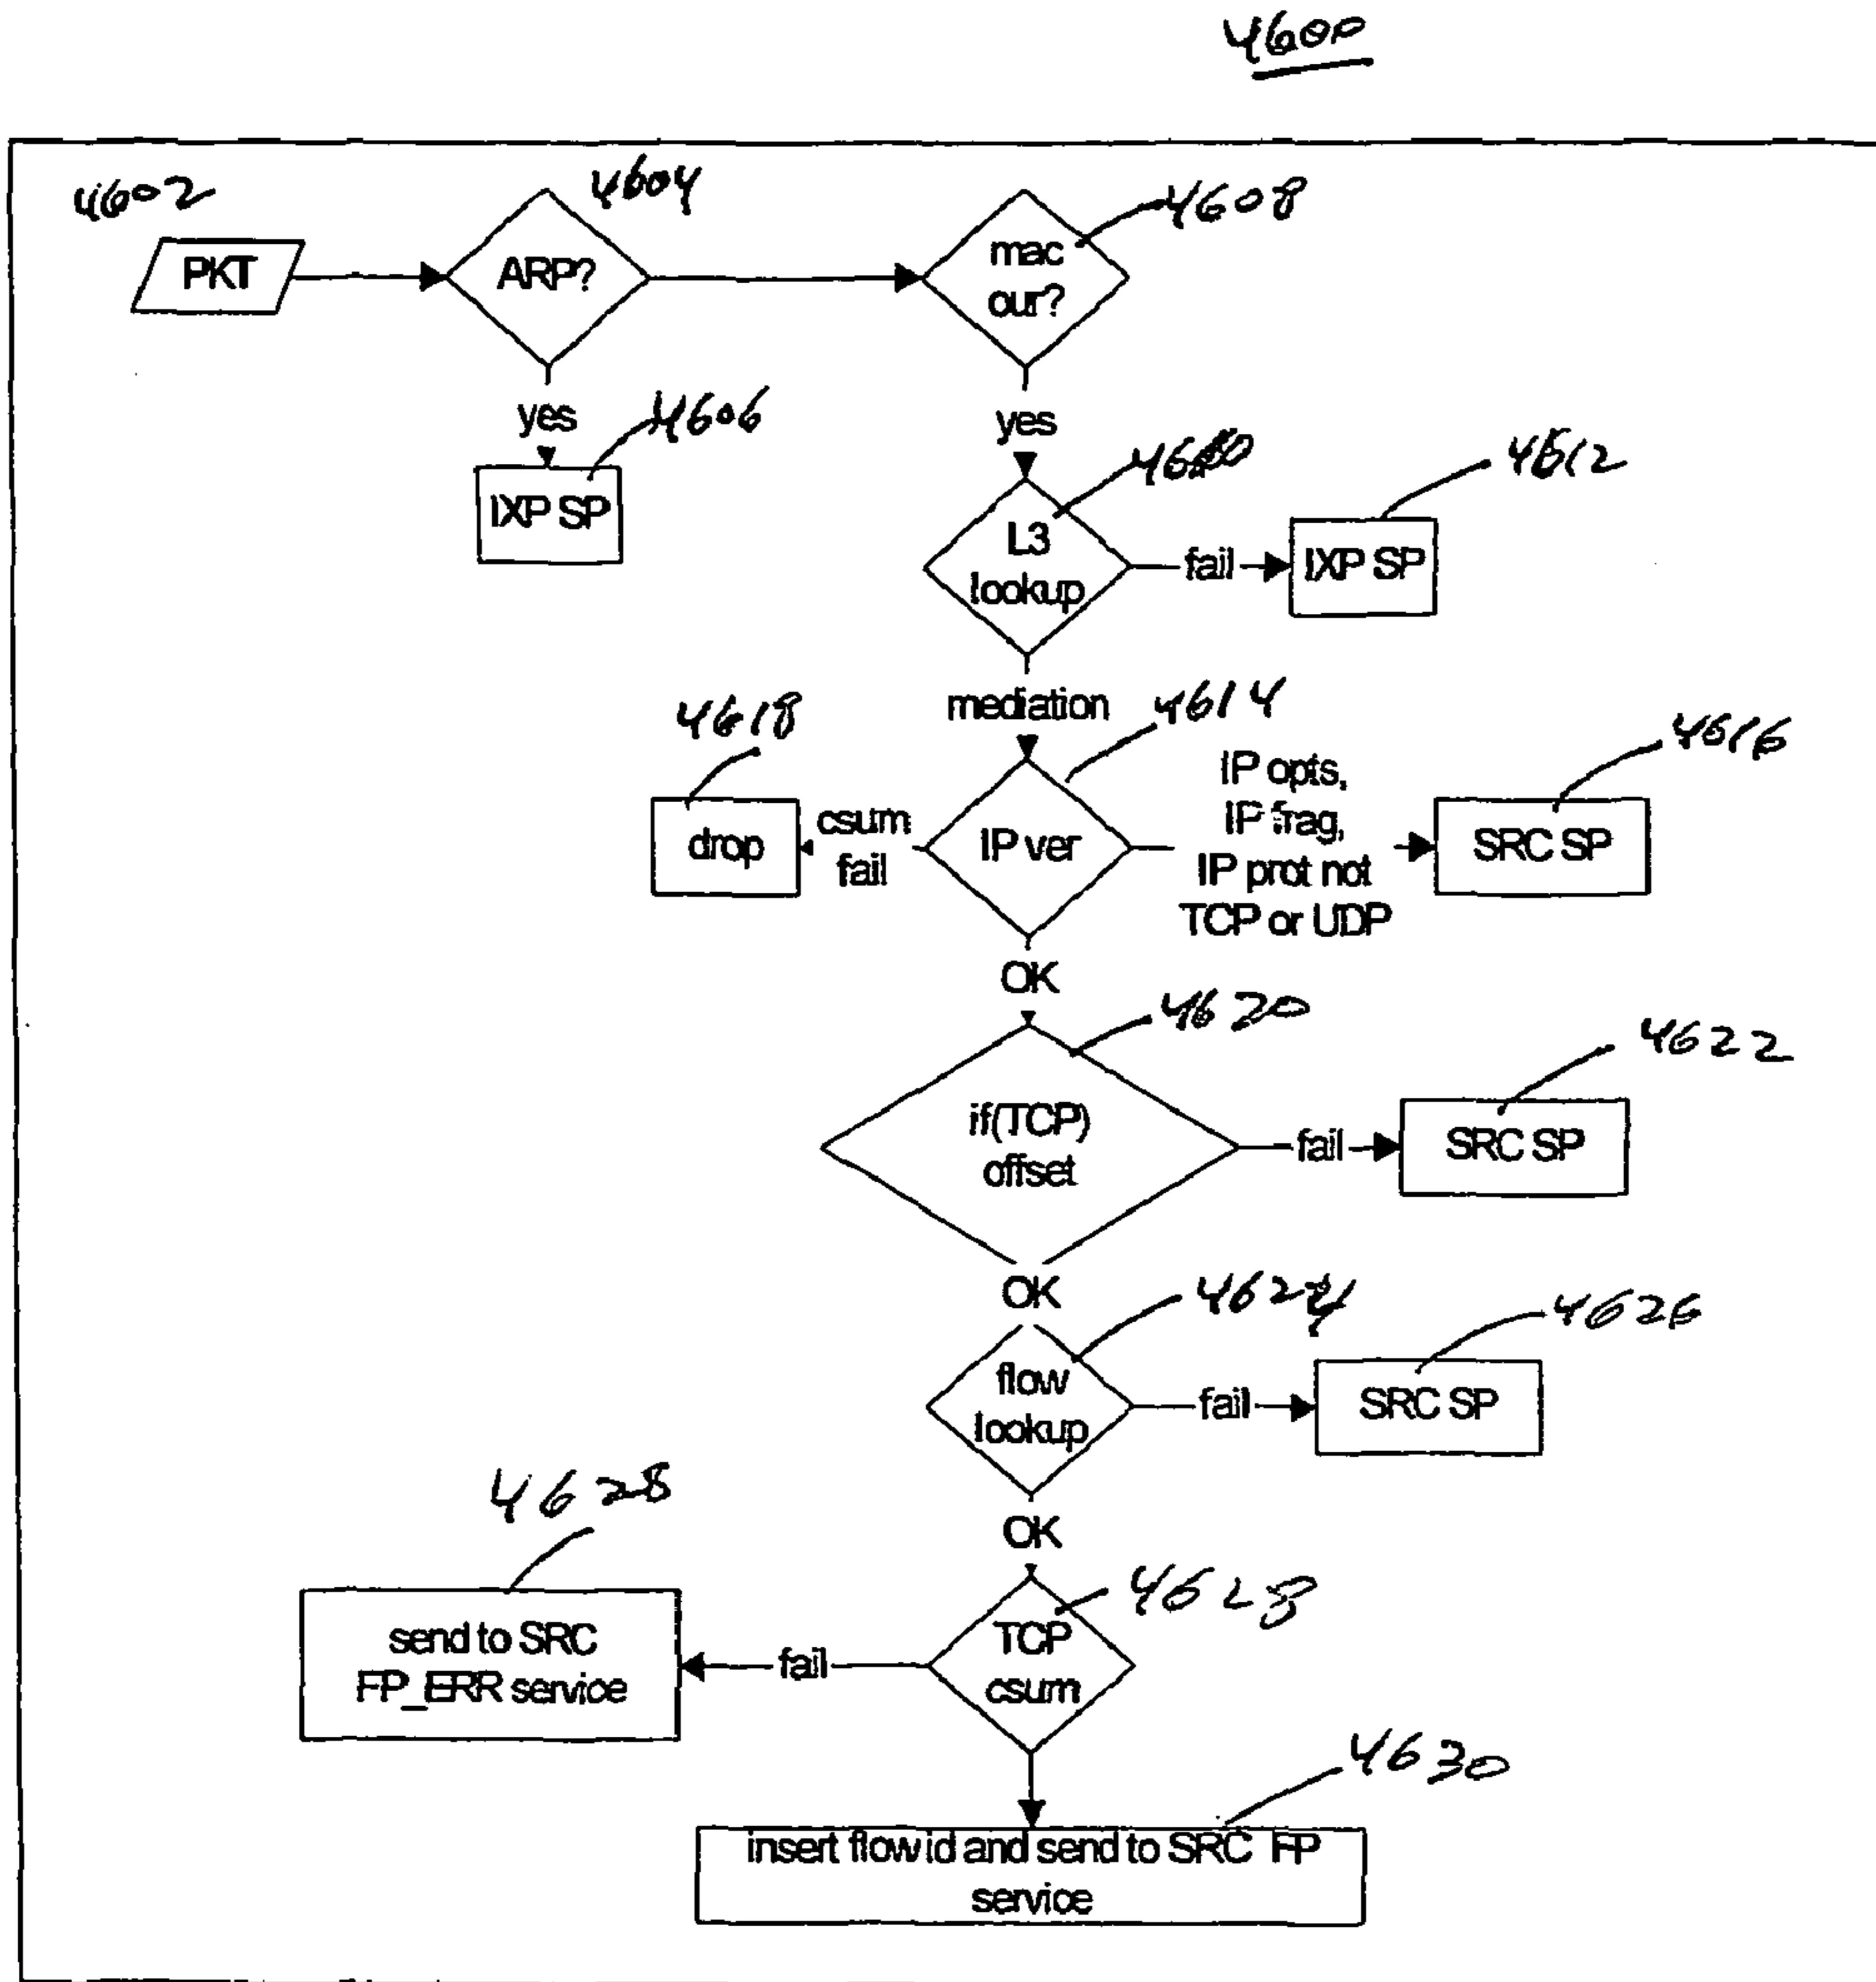 4600
4602
4604
4608
PKT
ARP?
mac
our?
yes
4606
yes
IXP SP
4612
L3
lookup
fail
IXP SP
mediation
4614
4618
4616
drop
csum
fail
IP ver
IP opts,
IP frag,
IP prot not
TCP or UDP
SRC SP
OK
4620
4622
if(TCP)
offset
fail
SRC SP
OK
4624
4626
flow
lookup
fail
SRC SP
OK
4628
4628
send to SRC
FP_ERR service
fail
TCP
csum
4630
insert flow id and send to SRC FP
service